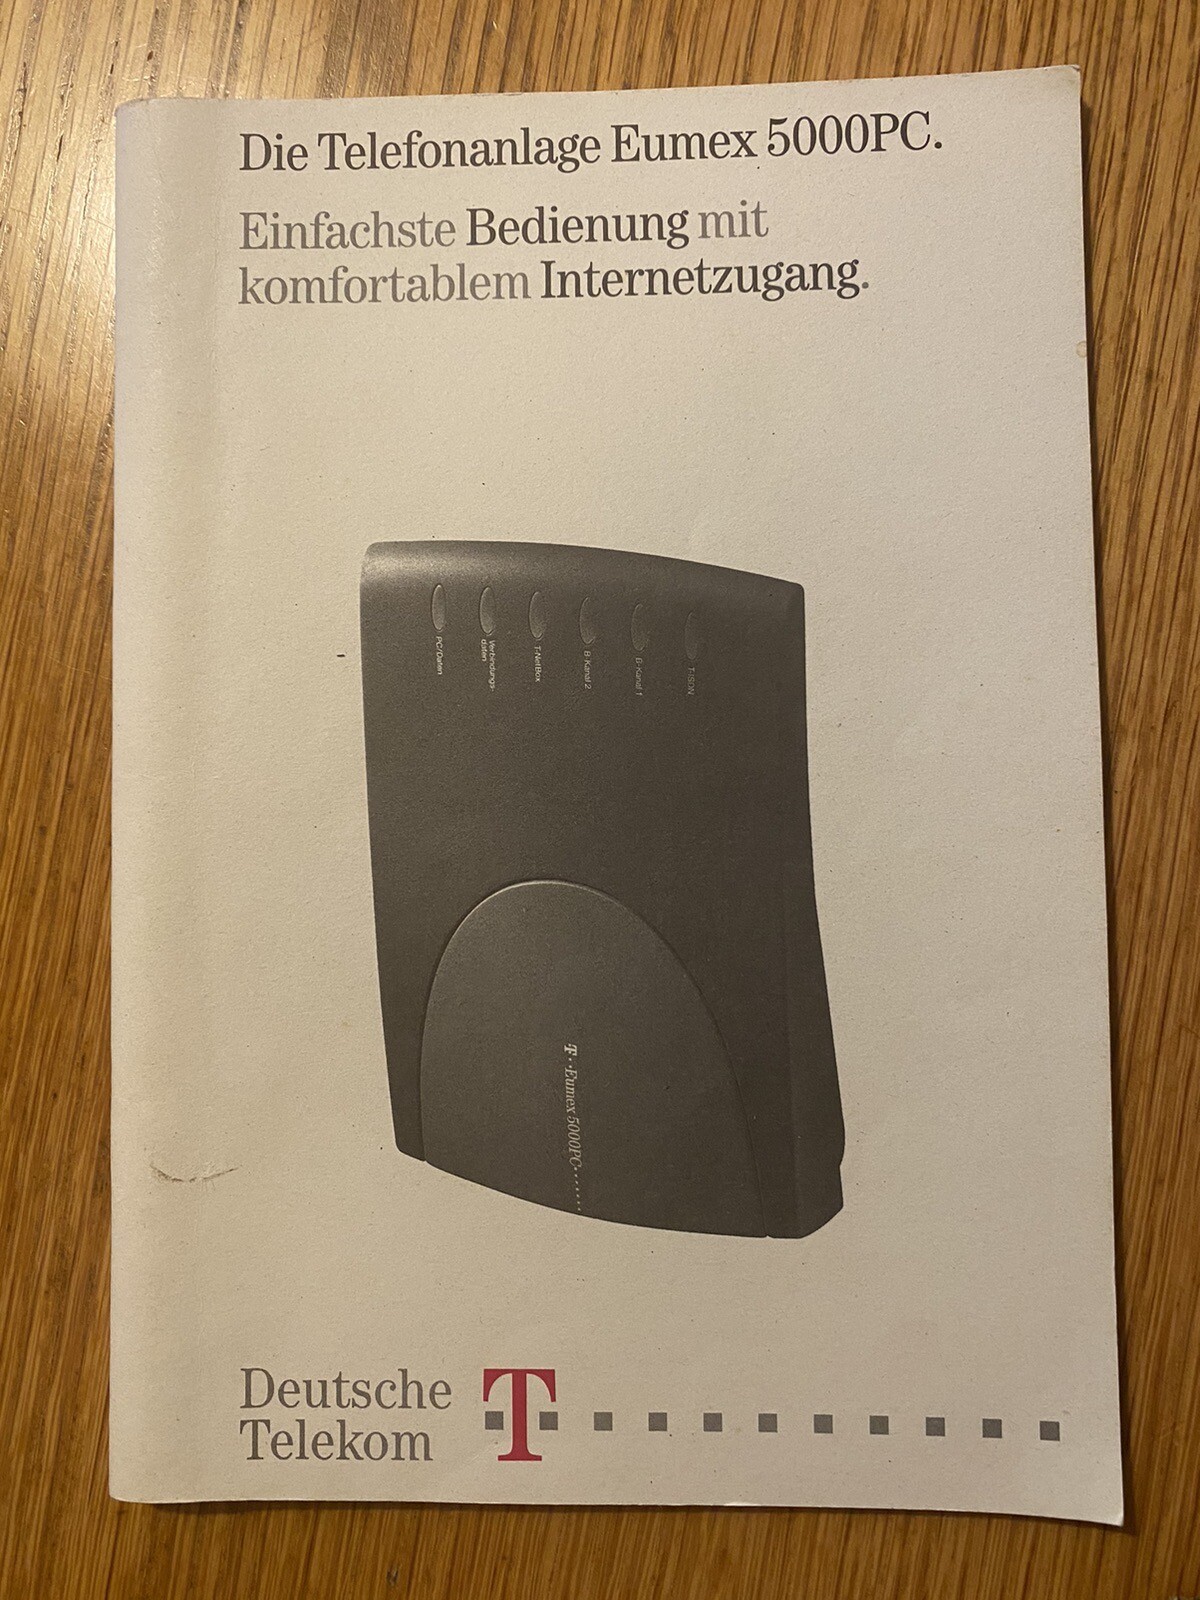 Die Telefonanlage Eumex 5000PC.
Einfachste Bedienung mit
komfortablem Internetzugang.
PC/Daten
Verbindungs-
daten
T-NetBox
B-Kanal 2
B-Kanal 1
T-ISDN
T··Eumex 5000PC·······
Deutsche
Telekom
T